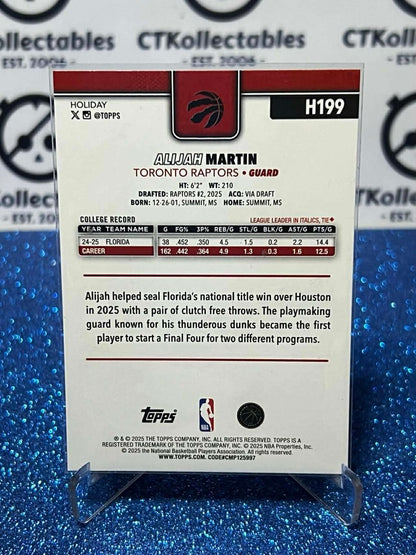 CTKollectables
EST. 2006
CTKollectables
EST. 2006
HOLIDAY
@TOPPS
H199
ALIJAH MARTIN
TORONTO RAPTORS • GUARD
HT: 6'2" WT: 210
DRAFTED: RAPTORS #2, 2025 ACQ: VIA DRAFT
BORN: 12-26-01, SUMMIT, MS HOME: SUMMIT, MS
COLLEGE RECORD LEAGUE LEADER IN ITALICS, TIE♦
YEAR TEAM NAME G FG% 3P% REB/G STL/G BLK/G AST/G PTS/G
24-25 FLORIDA 38 .452 .350 4.5 1.5 0.2 2.2 14.4
CAREER 162 .442 .364 4.9 1.3 0.3 1.6 12.5
Alijah helped seal Florida's national title win over Houston
in 2025 with a pair of clutch free throws. The playmaking
guard known for his thunderous dunks became the first
player to start a Final Four for two different programs.
Topps
NBA
® & © 2025 THE TOPPS COMPANY, INC. ALL RIGHTS RESERVED. TOPPS IS A
REGISTERED TRADEMARK OF THE TOPPS COMPANY, INC. © 2025 NBA Properties, Inc.
© 2025 the National Basketball Players Association. All rights reserved.
WWW.TOPPS.COM. CODE#CMP125997